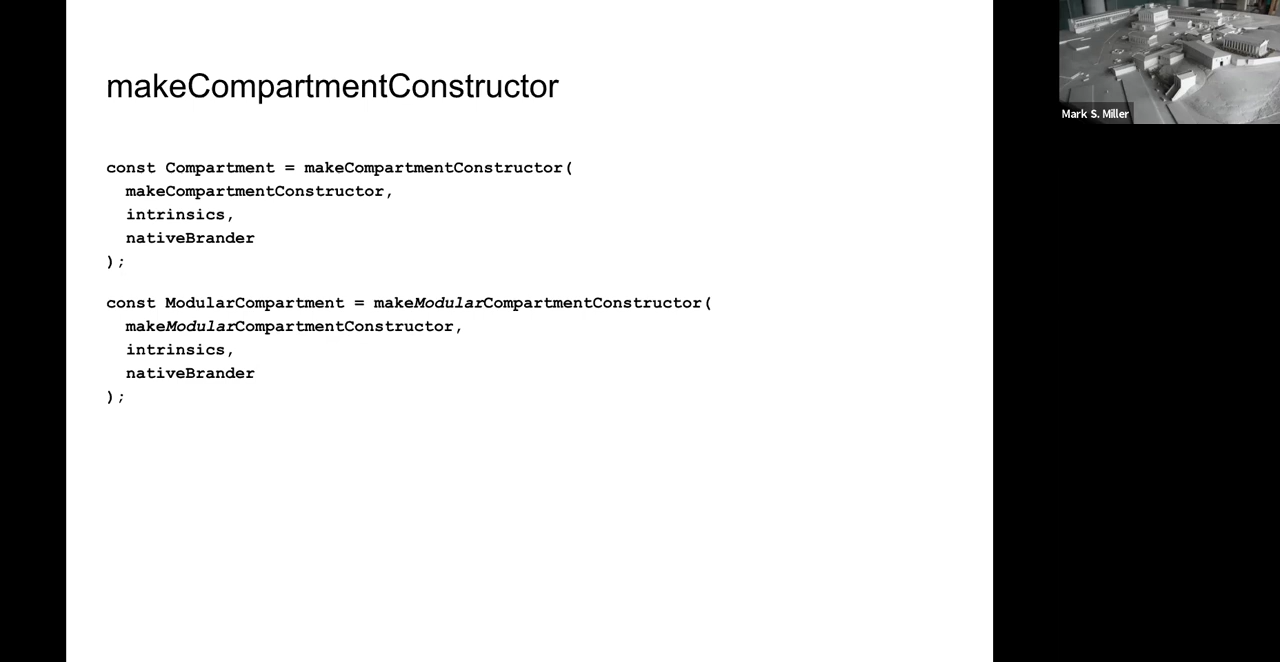 makeCompartmentConstructor
const Compartment = makeCompartmentConstructor(
makeCompartmentConstructor,
intrinsics,
nativeBrander
);
const ModularCompartment = makeModularCompartmentConstructor(
makeModularCompartmentConstructor,
intrinsics,
nativeBrander
);
Mark S. Miller